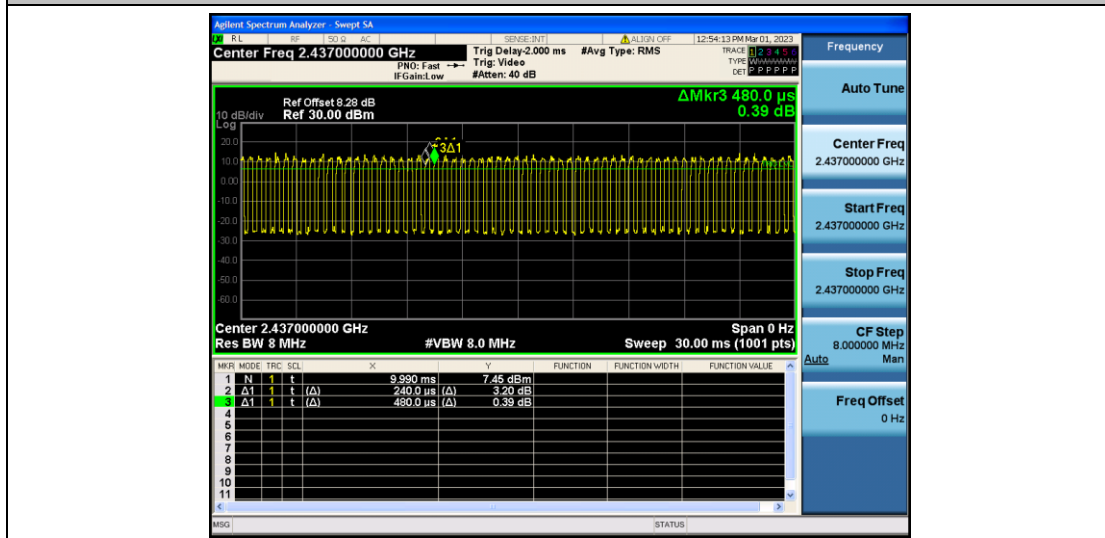 Agilent Spectrum Analyzer - Swept SA
RL RF 50 Ω AC SENSE:INT ALIGN OFF 12:54:13 PM Mar 01, 2023
Center Freq 2.437000000 GHz
PNO: Fast
IFGain:Low
Trig Delay-2.000 ms
Trig: Video
#Atten: 40 dB
#Avg Type: RMS
TRACE 1 2 3 4 5 6
TYPE
DET P P P P P P
ΔMkr3 480.0 µs
0.39 dB
Ref Offset 8.28 dB
10 dB/div Ref 30.00 dBm
Log
20.0
10.0
0.00
-10.0
-20.0
-30.0
-40.0
-50.0
-60.0
3Δ1
Center 2.437000000 GHz Span 0 Hz
Res BW 8 MHz #VBW 8.0 MHz Sweep 30.00 ms (1001 pts)
MKR MODE TRC SCL X Y FUNCTION FUNCTION WIDTH FUNCTION VALUE
1 N 1 t 9.990 ms 7.45 dBm
2 Δ1 1 t (Δ) 240.0 µs (Δ) 3.20 dB
3 Δ1 1 t (Δ) 480.0 µs (Δ) 0.39 dB
4
5
6
7
8
9
10
11
MSG STATUS
Frequency
Auto Tune
Center Freq
2.437000000 GHz
Start Freq
2.437000000 GHz
Stop Freq
2.437000000 GHz
CF Step
8.000000 MHz
Auto Man
Freq Offset
0 Hz